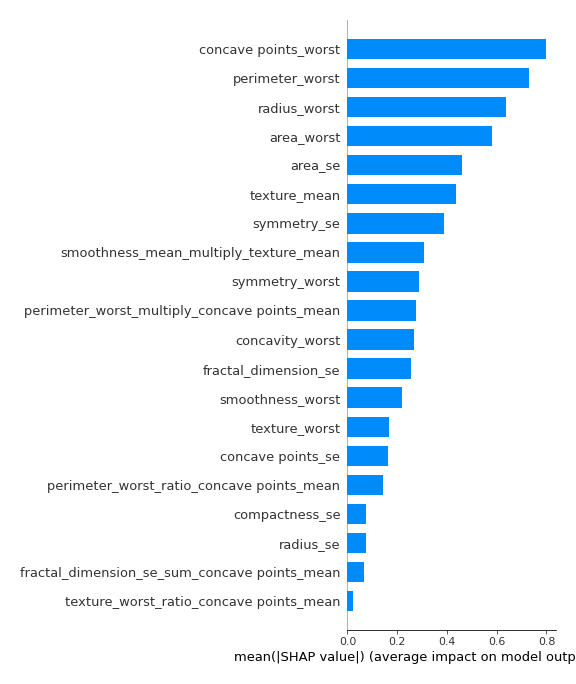 concave points_worst
perimeter_worst
radius_worst
area_worst
area_se
texture_mean
symmetry_se
smoothness_mean_multiply_texture_mean
symmetry_worst
perimeter_worst_multiply_concave points_mean
concavity_worst
fractal_dimension_se
smoothness_worst
texture_worst
concave points_se
perimeter_worst_ratio_concave points_mean
compactness_se
radius_se
fractal_dimension_se_sum_concave points_mean
texture_worst_ratio_concave points_mean
0.0 0.2 0.4 0.6 0.8
mean(|SHAP value|) (average impact on model outp